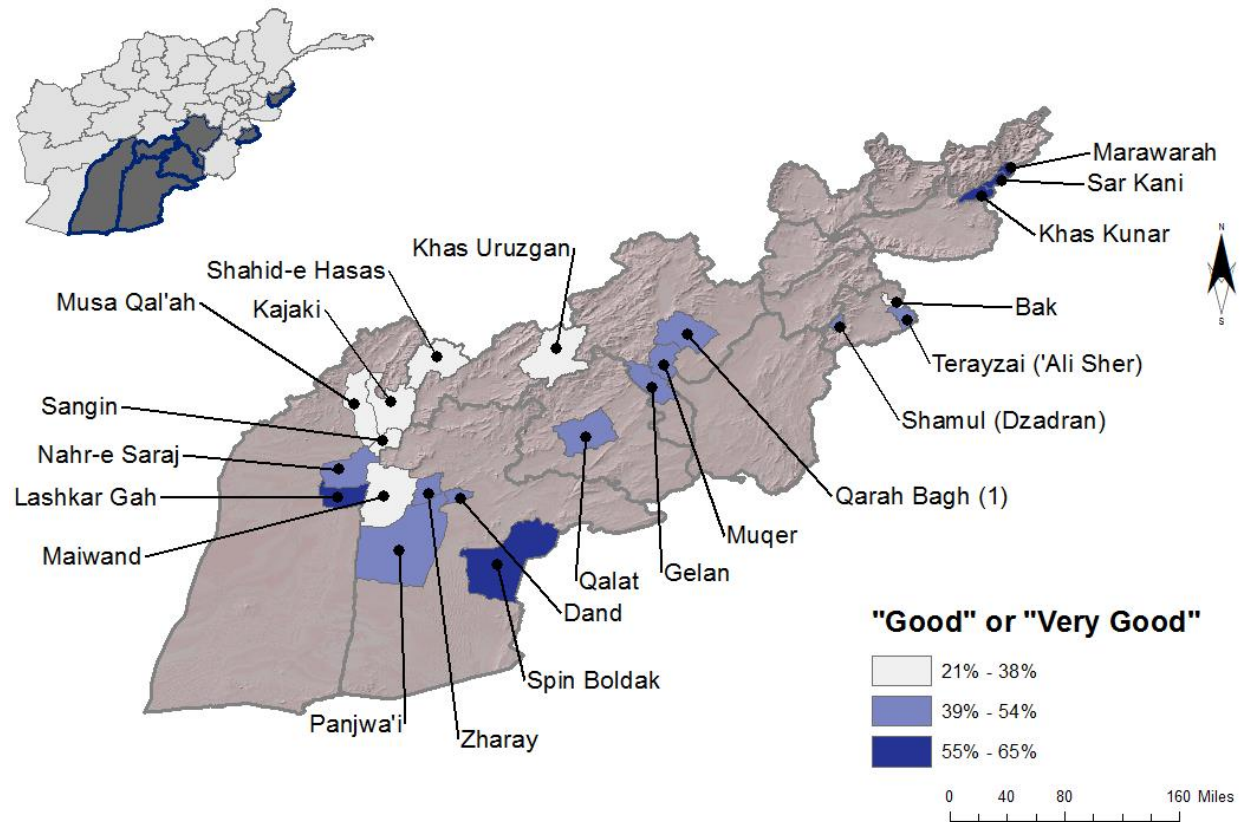 Marawarah
Sar Kani
Khas Kunar
N
S
Khas Uruzgan
Shahid-e Hasas
Musa Qal'ah
Kajaki
Bak
Terayzai ('Ali Sher)
Sangin
Shamul (Dzadran)
Nahr-e Saraj
Lashkar Gah
Qarah Bagh (1)
Maiwand
Muqer
Gelan
Qalat
Dand
Spin Boldak
Panjwa'i
Zharay
"Good" or "Very Good"
21% - 38%
39% - 54%
55% - 65%
0 40 80 160 Miles